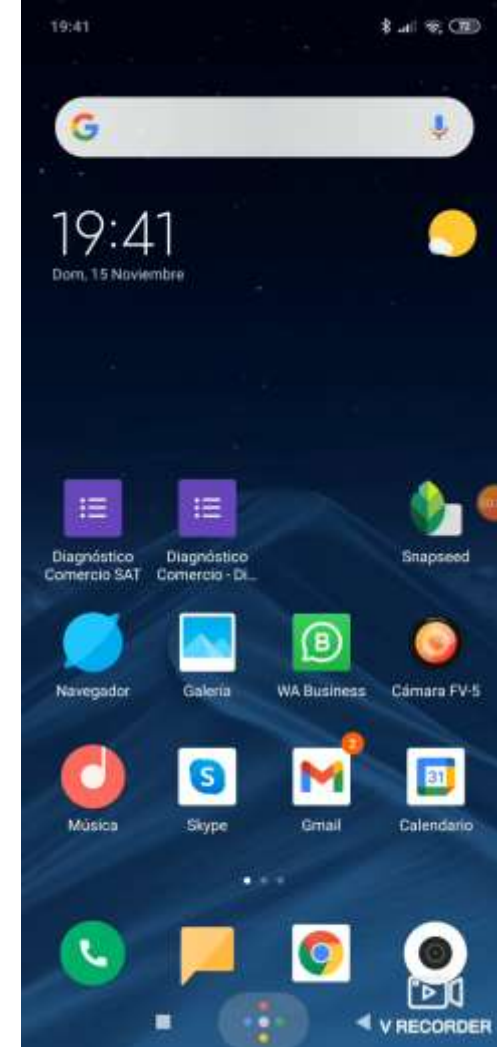 19:41
72
19:41
Dom, 15 Noviembre
Diagnóstico
Comercio SAT
Diagnóstico
Comercio - Di...
Snapseed
Navegador
Galería
WA Business
Cámara FV-5
31
Música
Skype
Gmail
Calendario
V RECORDER